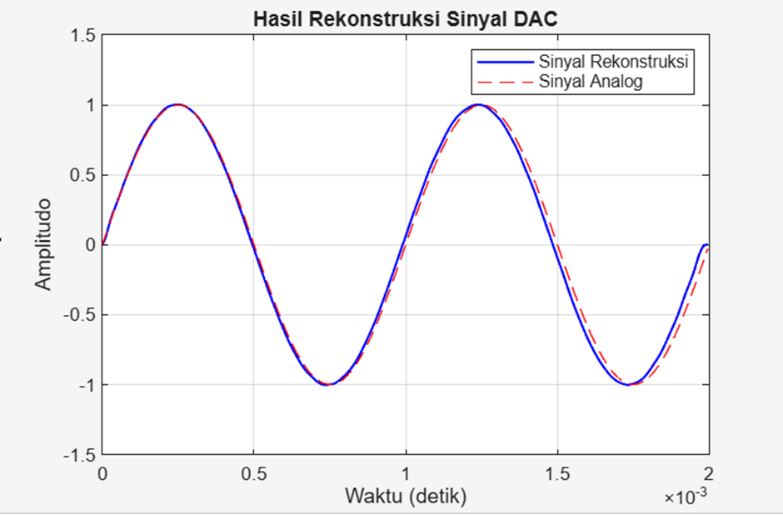 Hasil Rekonstruksi Sinyal DAC
1.5
Sinyal Rekonstruksi
Sinyal Analog
1
0.5
0
-0.5
-1
-1.5
Amplitudo
0
0.5
1
1.5
2
Waktu (detik)
×10⁻³